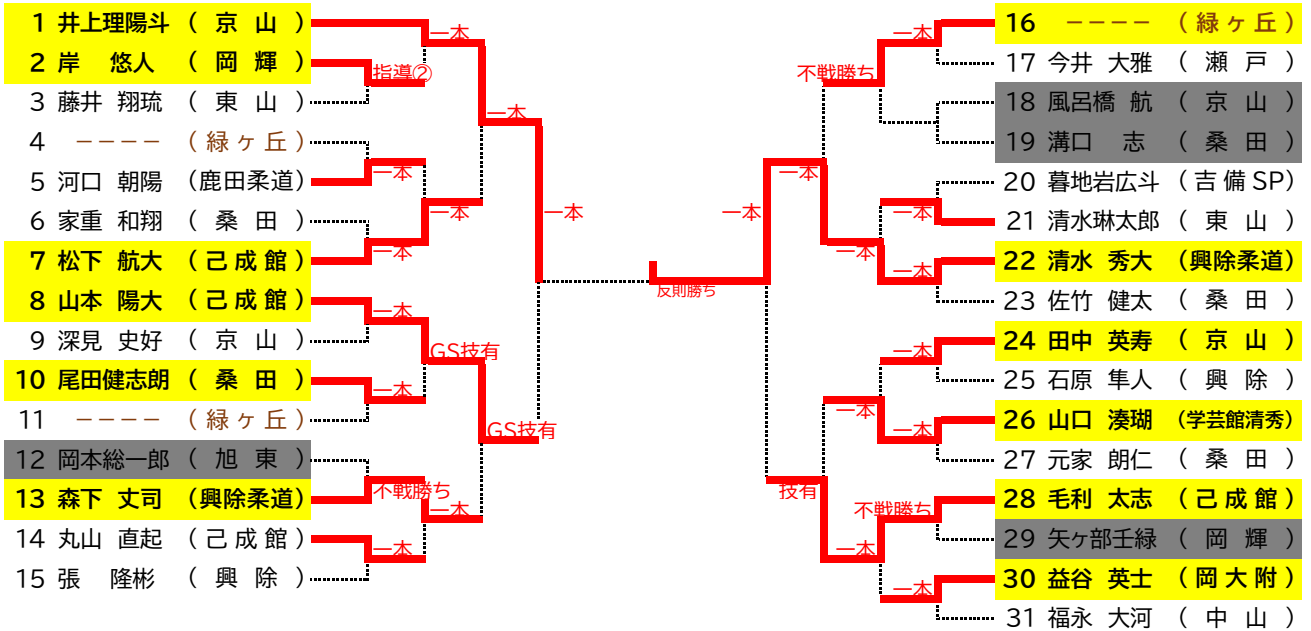 1 井上理陽斗 ( 京 山 )
2 岸 悠人 ( 岡 輝 )
3 藤井 翔琉 ( 東 山 )
4 －－－－ ( 緑ヶ丘 )
5 河口 朝陽 (鹿田柔道)
6 家重 和翔 ( 桑 田 )
7 松下 航大 ( 己成館 )
8 山本 陽大 ( 己成館 )
9 深見 史好 ( 京 山 )
10 尾田健志朗 ( 桑 田 )
11 －－－－ ( 緑ヶ丘 )
12 岡本総一郎 ( 旭 東 )
13 森下 丈司 (興除柔道)
14 丸山 直起 ( 己成館 )
15 張 隆彬 ( 興 除 )
一本
指導②
一本
一本
一本
一本
一本
一本
GS技有
一本
GS技有
不戦勝ち
一本
一本
反則勝ち
一本
不戦勝ち
一本
一本
一本
一本
一本
一本
一本
技有
不戦勝ち
一本
一本
16 －－－－ ( 緑ヶ丘 )
17 今井 大雅 ( 瀬 戸 )
18 風呂橋 航 ( 京 山 )
19 溝口 志 ( 桑 田 )
20 暮地岩広斗 ( 吉備SP)
21 清水琳太郎 ( 東 山 )
22 清水 秀大 (興除柔道)
23 佐竹 健太 ( 桑 田 )
24 田中 英寿 ( 京 山 )
25 石原 隼人 ( 興 除 )
26 山口 湊瑚 (学芸館清秀)
27 元家 朗仁 ( 桑 田 )
28 毛利 太志 ( 己成館 )
29 矢ヶ部壬緑 ( 岡 輝 )
30 益谷 英士 ( 岡大附 )
31 福永 大河 ( 中 山 )